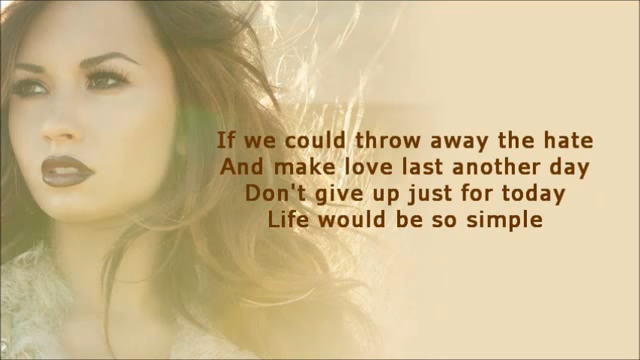 If we could throw away the hate
And make love last another day
Don't give up just for today
Life would be so simple